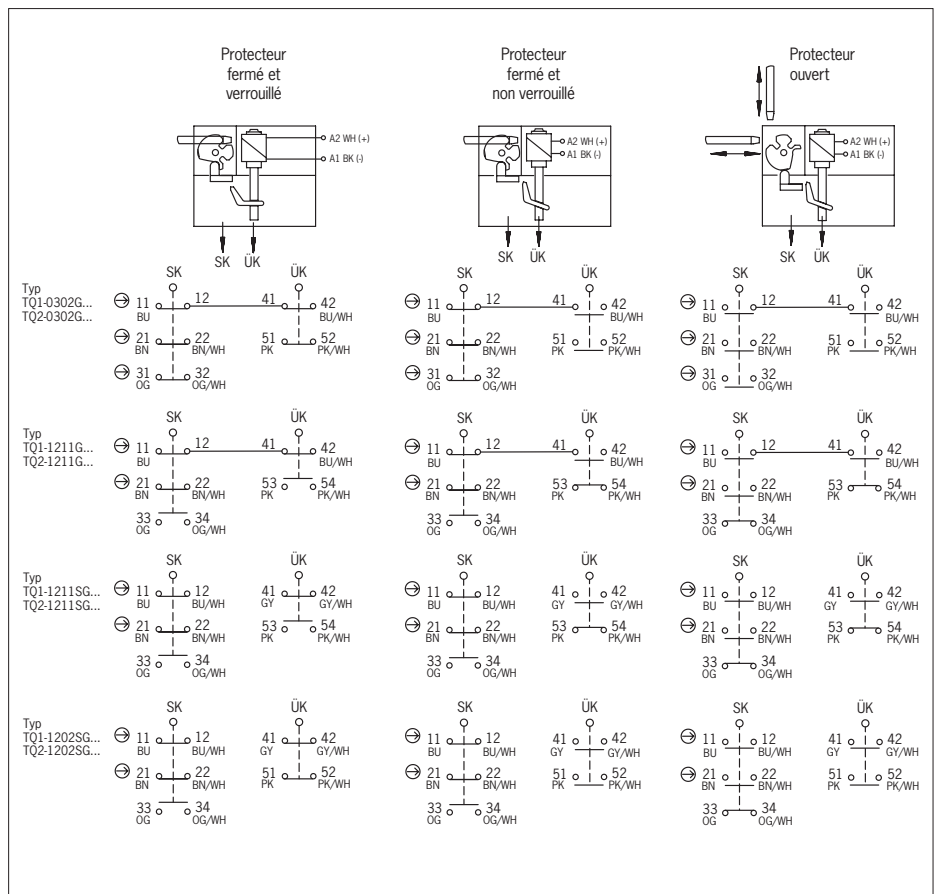 Protecteur
fermé et
verrouillé
Protecteur
fermé et
non verrouillé
Protecteur
ouvert
A2 WH (+)
A1 BK (-)
A2 WH (+)
A1 BK (-)
A2 WH (+)
A1 BK (-)
SK ÜK
SK ÜK
SK ÜK
Typ
TQ1-0302G...
TQ2-0302G...
SK ÜK
11 12 41 42
BU BU/WH
21 22 51 52
BN BN/WH PK PK/WH
31 32
OG OG/WH
SK ÜK
11 12 41 42
BU BU/WH
21 22 51 52
BN BN/WH PK PK/WH
31 32
OG OG/WH
SK ÜK
11 12 41 42
BU BU/WH
21 22 51 52
BN BN/WH PK PK/WH
31 32
OG OG/WH
Typ
TQ1-1211G...
TQ2-1211G...
SK ÜK
11 12 41 42
BU BU/WH
21 22 53 54
BN BN/WH PK PK/WH
33 34
OG OG/WH
SK ÜK
11 12 41 42
BU BU/WH
21 22 53 54
BN BN/WH PK PK/WH
33 34
OG OG/WH
SK ÜK
11 12 41 42
BU BU/WH
21 22 53 54
BN BN/WH PK PK/WH
33 34
OG OG/WH
Typ
TQ1-1211SG...
TQ2-1211SG...
SK ÜK
11 12 41 42
BU BU/WH GY GY/WH
21 22 53 54
BN BN/WH PK PK/WH
33 34
OG OG/WH
SK ÜK
11 12 41 42
BU BU/WH GY GY/WH
21 22 53 54
BN BN/WH PK PK/WH
33 34
OG OG/WH
SK ÜK
11 12 41 42
BU BU/WH GY GY/WH
21 22 53 54
BN BN/WH PK PK/WH
33 34
OG OG/WH
Typ
TQ1-1202SG...
TQ2-1202SG...
SK ÜK
11 12 41 42
BU BU/WH GY GY/WH
21 22 51 52
BN BN/WH PK PK/WH
33 34
OG OG/WH
SK ÜK
11 12 41 42
BU BU/WH GY GY/WH
21 22 51 52
BN BN/WH PK PK/WH
33 34
OG OG/WH
SK ÜK
11 12 41 42
BU BU/WH GY GY/WH
21 22 51 52
BN BN/WH PK PK/WH
33 34
OG OG/WH